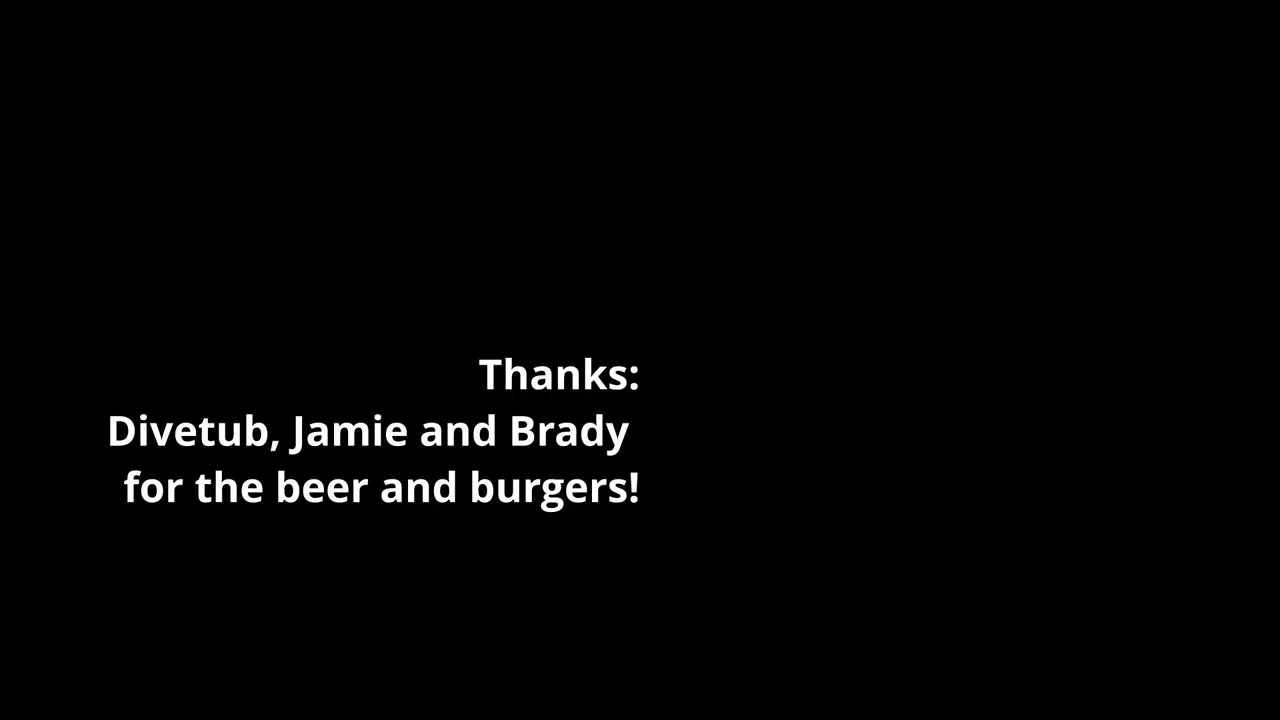 Thanks:
Divetub, Jamie and Brady
for the beer and burgers!